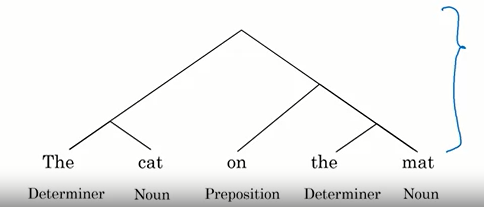 The cat on the mat
Determiner Noun Preposition Determiner Noun